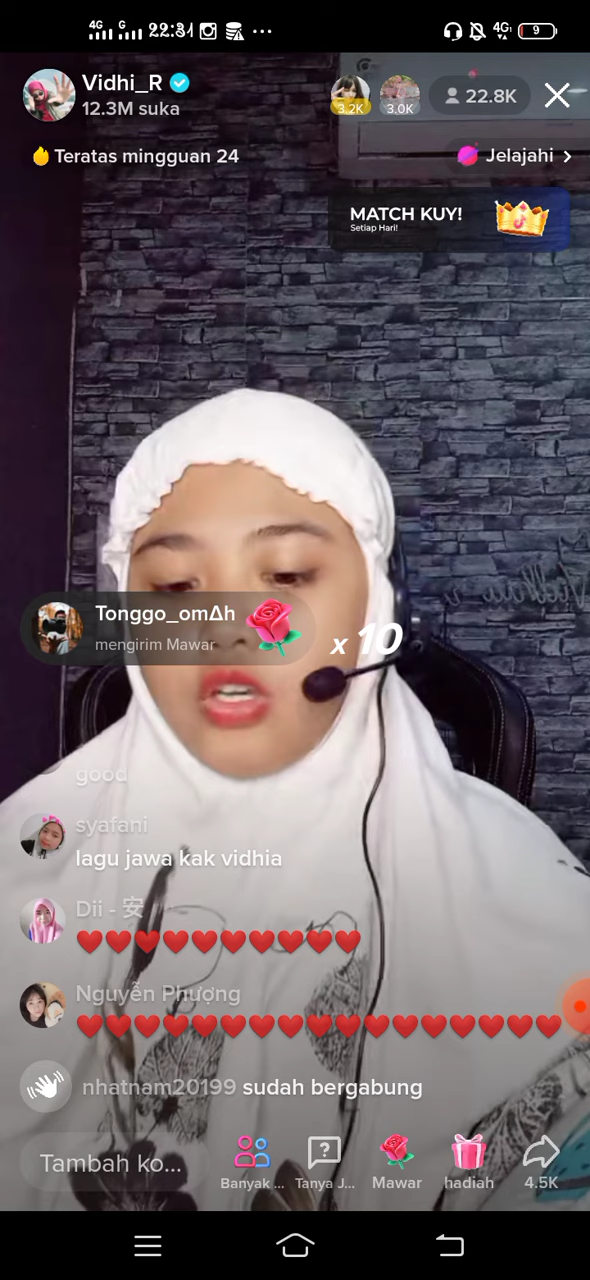 4G G 22:31 4G 9
Vidhi_R
12.3M suka
3.2K 3.0K 22.8K
Teratas mingguan 24
Jelajahi >
MATCH KUY!
Setiap Hari!
Tonggo_om∆h
mengirim Mawar
x 10
good
syafani
lagu jawa kak vidhia
Dii - 安
Nguyễn Phượng
nhatnam20199 sudah bergabung
Tambah ko...
Banyak ... Tanya J... Mawar hadiah 4.5K